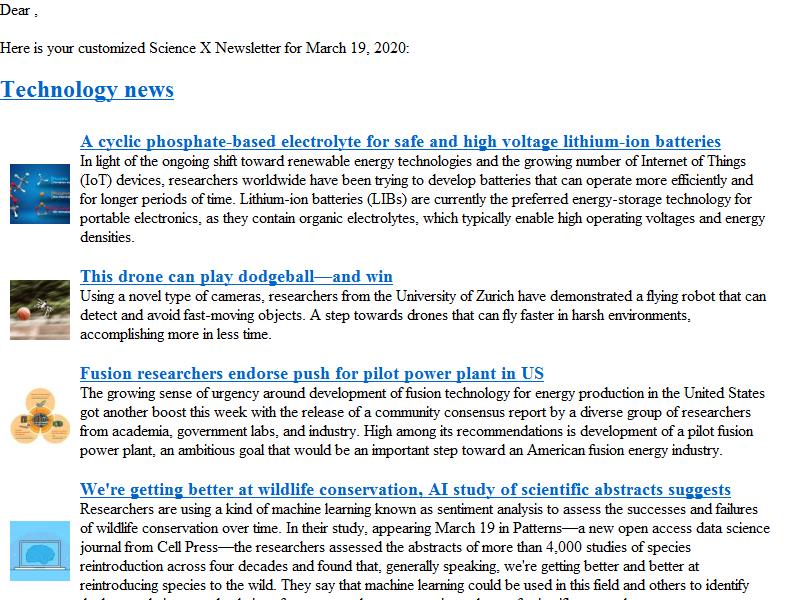 Dear ,
Here is your customized Science X Newsletter for March 19, 2020:
Technology news
A cyclic phosphate-based electrolyte for safe and high voltage lithium-ion batteries
In light of the ongoing shift toward renewable energy technologies and the growing number of Internet of Things
(IoT) devices, researchers worldwide have been trying to develop batteries that can operate more efficiently and
for longer periods of time. Lithium-ion batteries (LIBs) are currently the preferred energy-storage technology for
portable electronics, as they contain organic electrolytes, which typically enable high operating voltages and energy
densities.
This drone can play dodgeball—and win
Using a novel type of cameras, researchers from the University of Zurich have demonstrated a flying robot that can
detect and avoid fast-moving objects. A step towards drones that can fly faster in harsh environments,
accomplishing more in less time.
Fusion researchers endorse push for pilot power plant in US
The growing sense of urgency around development of fusion technology for energy production in the United States
got another boost this week with the release of a community consensus report by a diverse group of researchers
from academia, government labs, and industry. High among its recommendations is development of a pilot fusion
power plant, an ambitious goal that would be an important step toward an American fusion energy industry.
We're getting better at wildlife conservation, AI study of scientific abstracts suggests
Researchers are using a kind of machine learning known as sentiment analysis to assess the successes and failures
of wildlife conservation over time. In their study, appearing March 19 in Patterns—a new open access data science
journal from Cell Press—the researchers assessed the abstracts of more than 4,000 studies of species
reintroduction across four decades and found that, generally speaking, we're getting better and better at
reintroducing species to the wild. They say that machine learning could be used in this field and others to identify